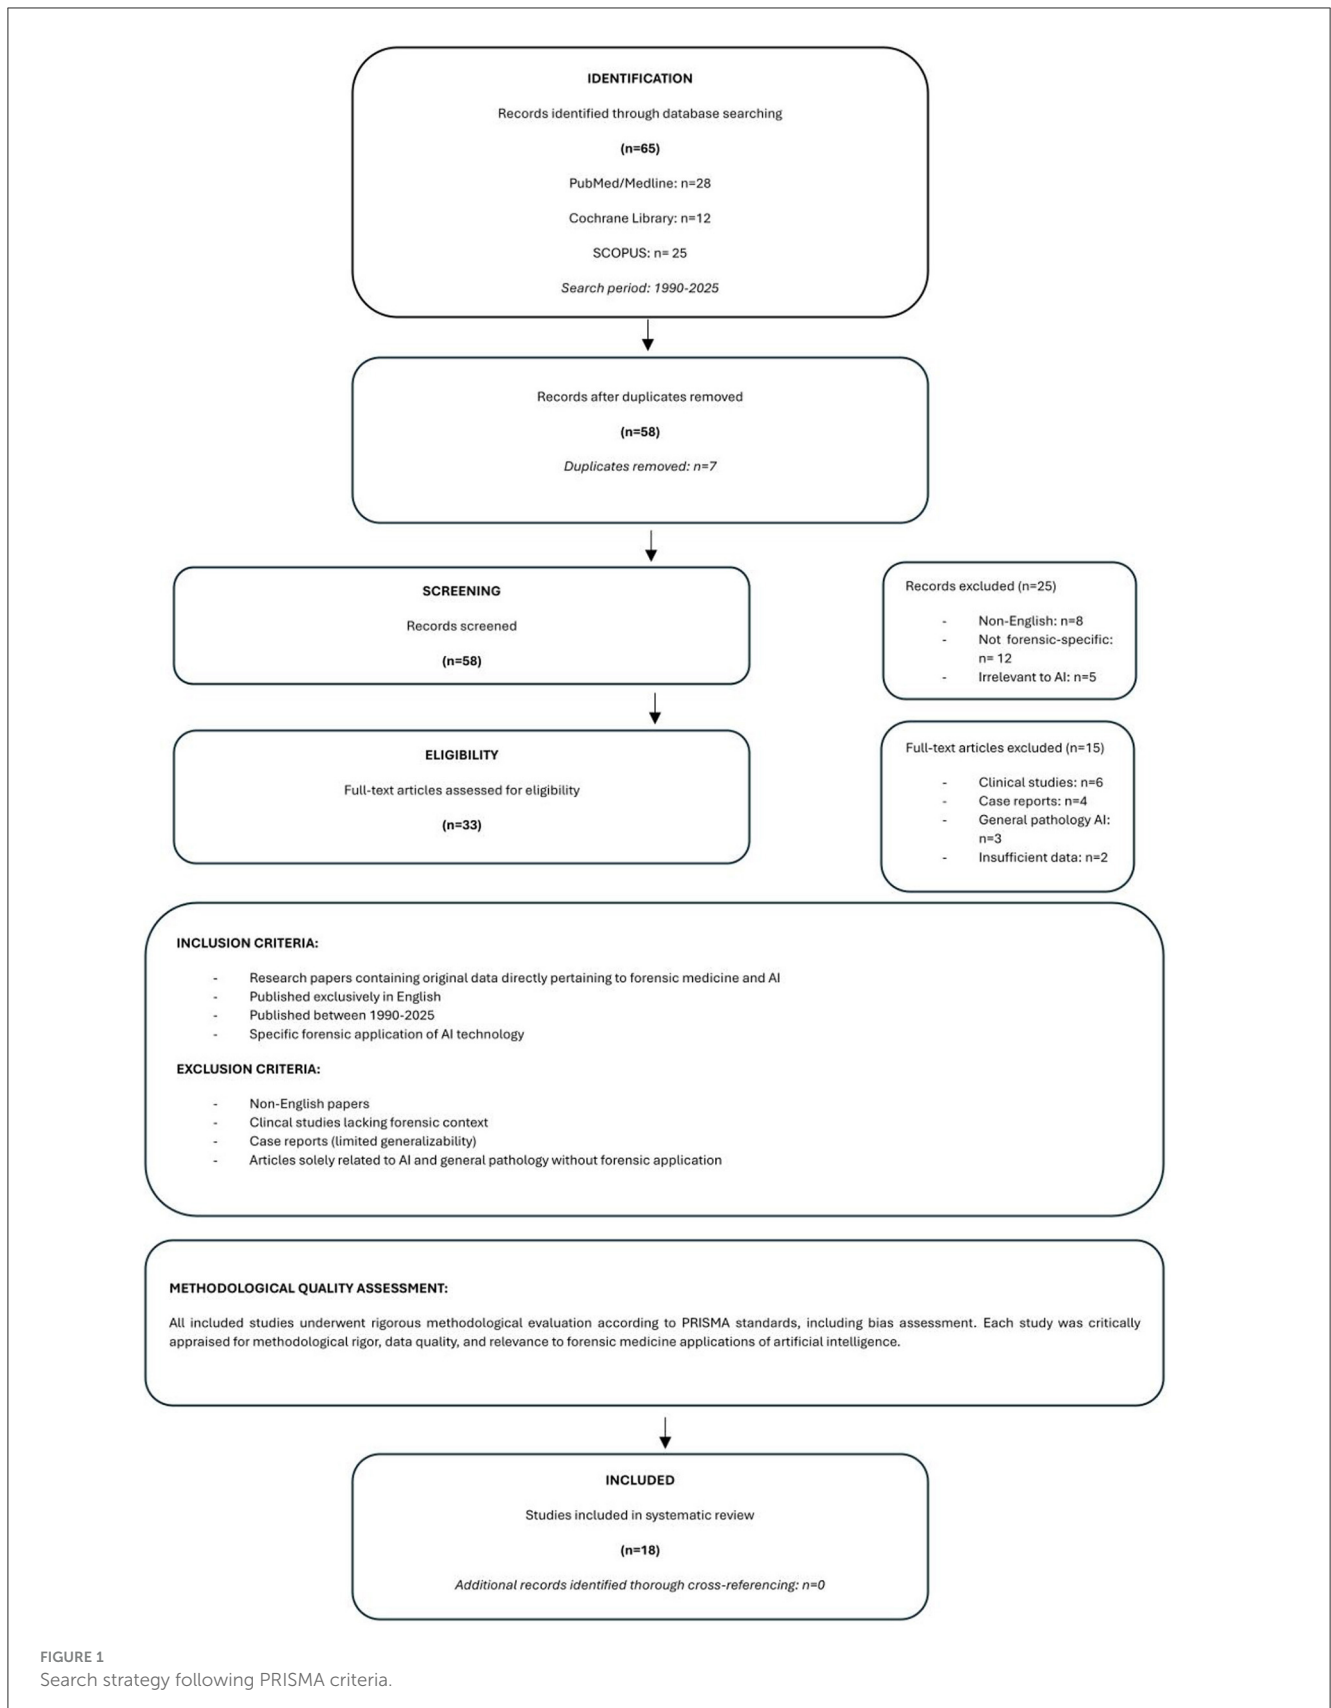 IDENTIFICATION
Records identified through database searching
(n=65)
PubMed/Medline: n=28
Cochrane Library: n=12
SCOPUS: n= 25
Search period: 1990-2025
Records after duplicates removed
(n=58)
Duplicates removed: n=7
SCREENING
Records screened
(n=58)
Records excluded (n=25)
- Non-English: n=8
- Not forensic-specific:
n= 12
- Irrelevant to AI: n=5
ELIGIBILITY
Full-text articles assessed for eligibility
(n=33)
Full-text articles excluded (n=15)
- Clinical studies: n=6
- Case reports: n=4
- General pathology AI:
n=3
- Insufficient data: n=2
INCLUSION CRITERIA:
- Research papers containing original data directly pertaining to forensic medicine and AI
- Published exclusively in English
- Published between 1990-2025
- Specific forensic application of AI technology
EXCLUSION CRITERIA:
- Non-English papers
- Clincal studies lacking forensic context
- Case reports (limited generalizability)
- Articles solely related to AI and general pathology without forensic application
METHODOLOGICAL QUALITY ASSESSMENT:
All included studies underwent rigorous methodological evaluation according to PRISMA standards, including bias assessment. Each study was critically
appraised for methodological rigor, data quality, and relevance to forensic medicine applications of artificial intelligence.
INCLUDED
Studies included in systematic review
(n=18)
Additional records identified thorough cross-referencing: n=0
FIGURE 1
Search strategy following PRISMA criteria.